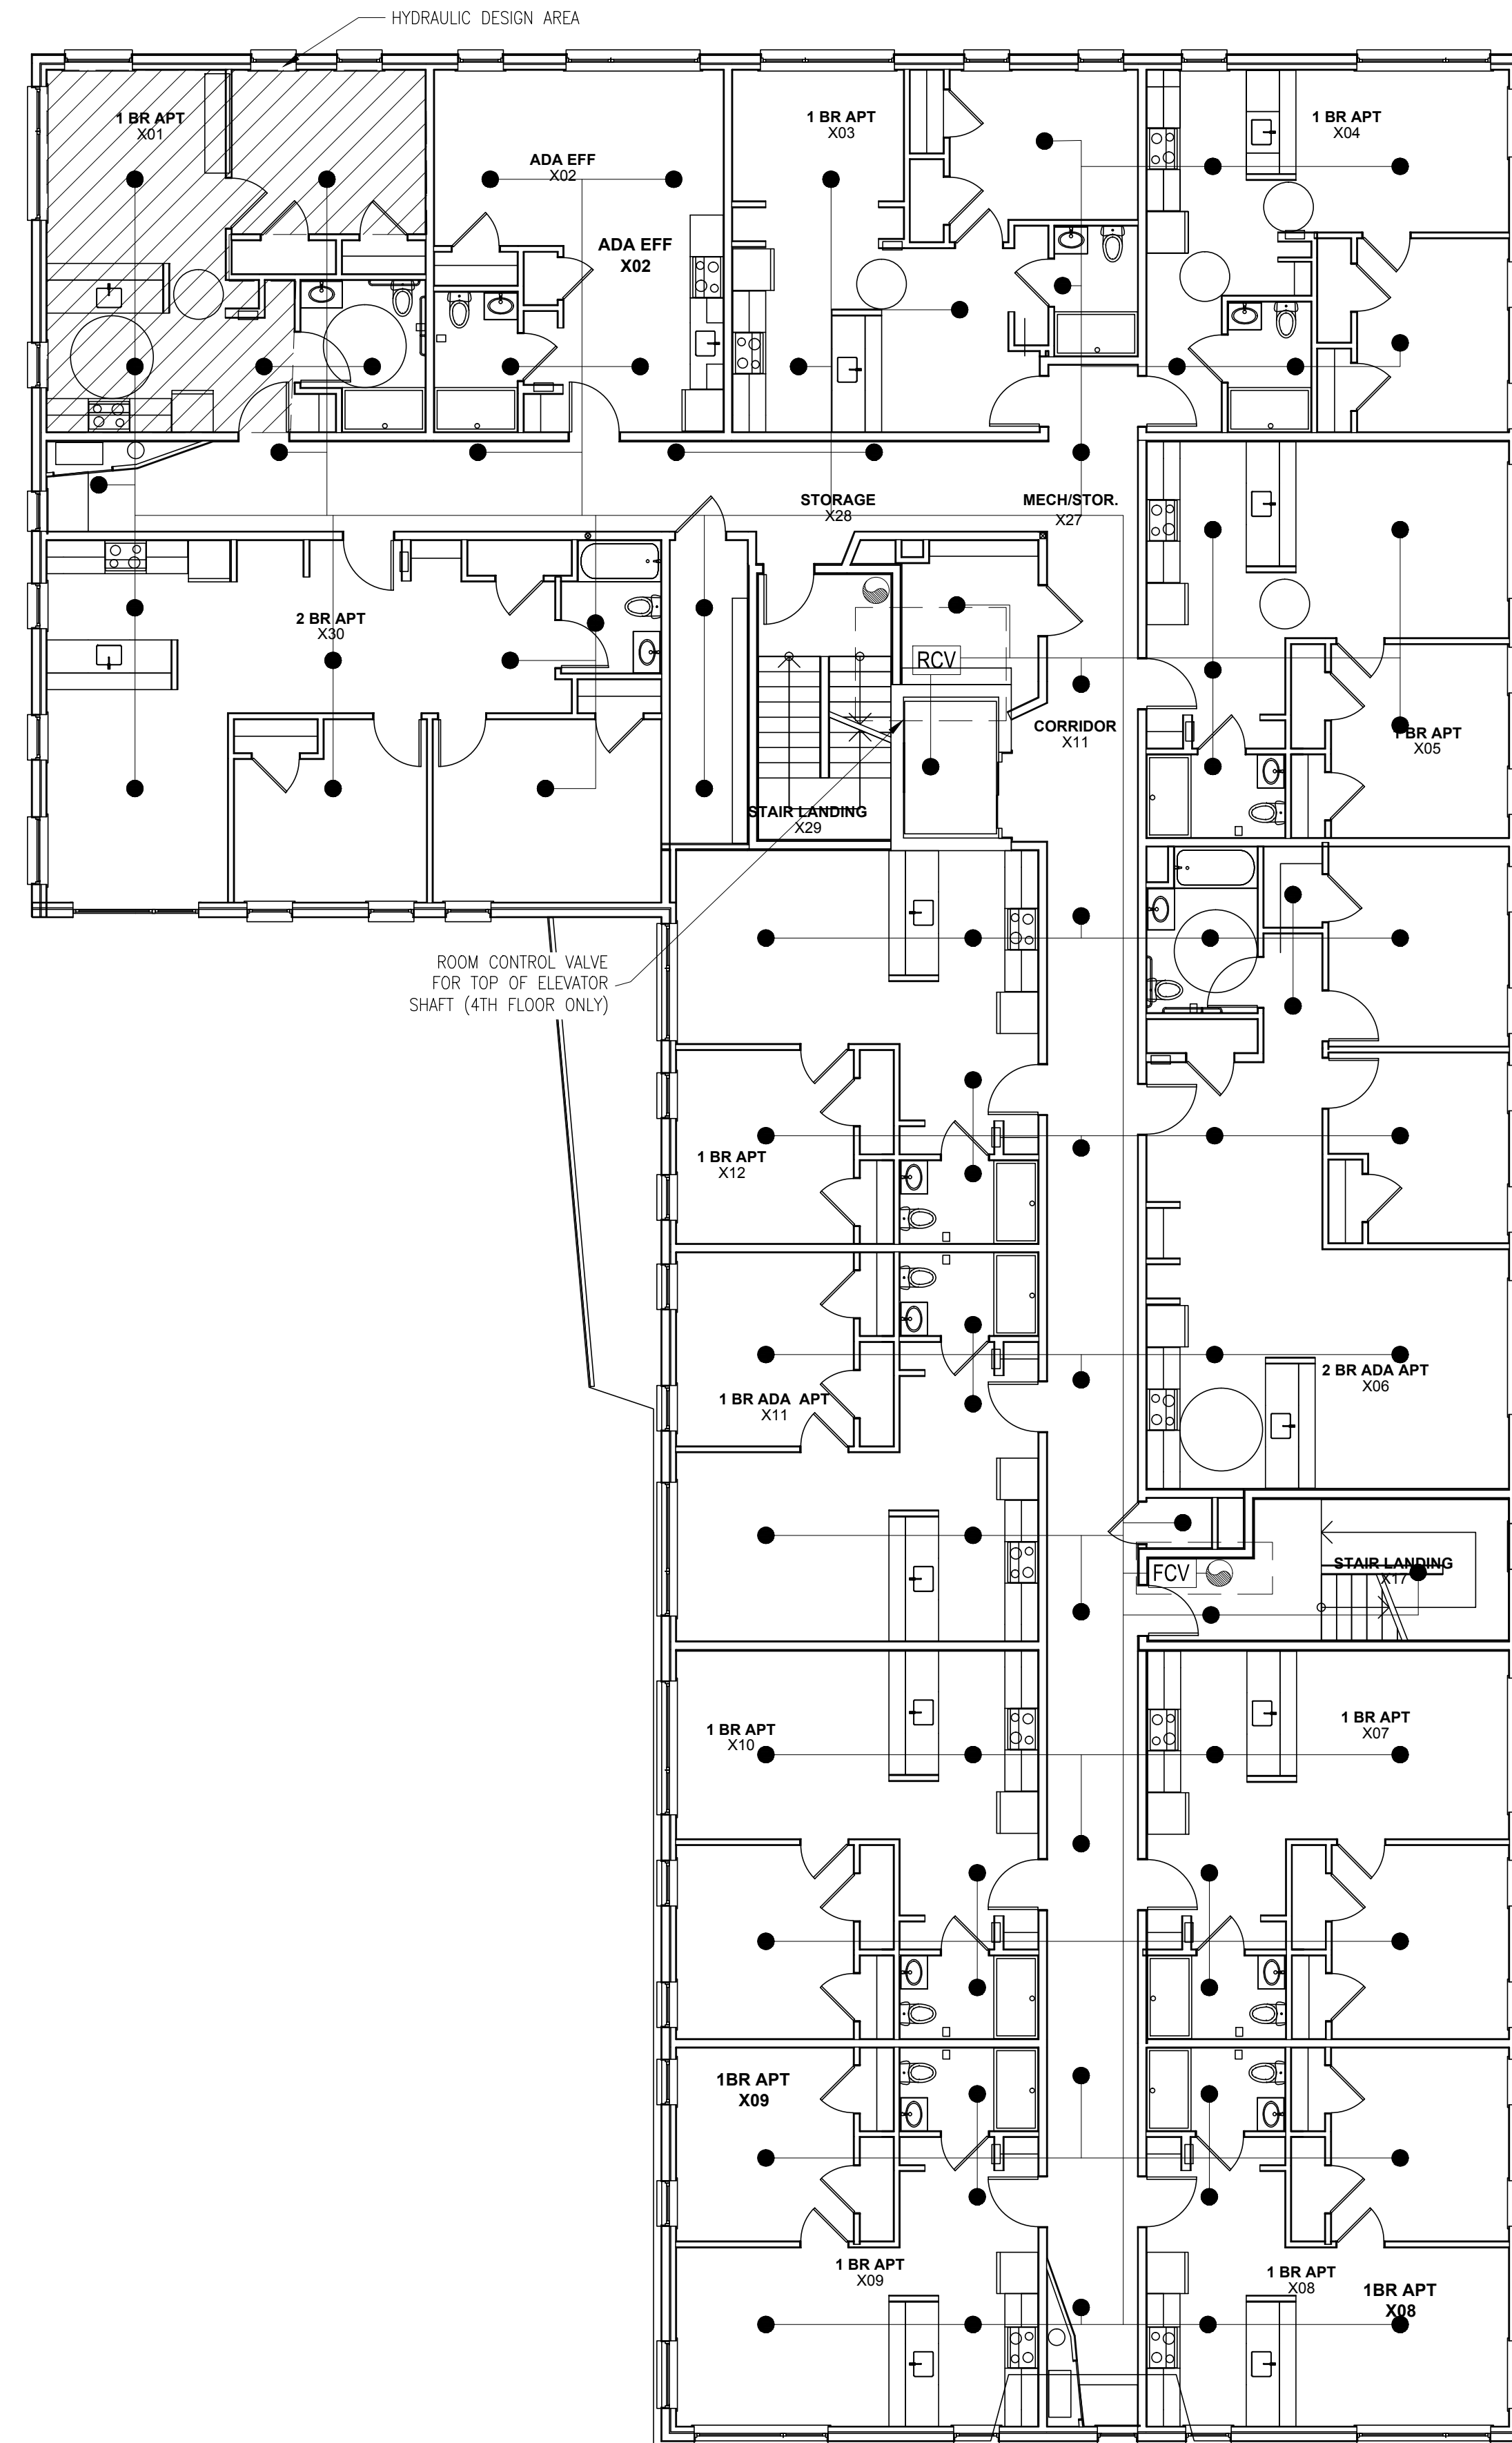 HYDRAULIC DESIGN AREA
1 BR APT
X01
ADA EFF
X02
ADA EFF
X02
1 BR APT
X03
1 BR APT
X04
STORAGE
X28
MECH/STOR.
X27
2 BR APT
X30
RCV
CORRIDOR
X11
1 BR APT
X05
STAIR LANDING
X29
ROOM CONTROL VALVE
FOR TOP OF ELEVATOR
SHAFT (4TH FLOOR ONLY)
1 BR APT
X12
2 BR ADA APT
X06
1 BR ADA APT
X11
FCV
STAIR LANDING
X17
1 BR APT
X10
1 BR APT
X07
1BR APT
X09
1 BR APT
X09
1 BR APT
X08
1BR APT
X08